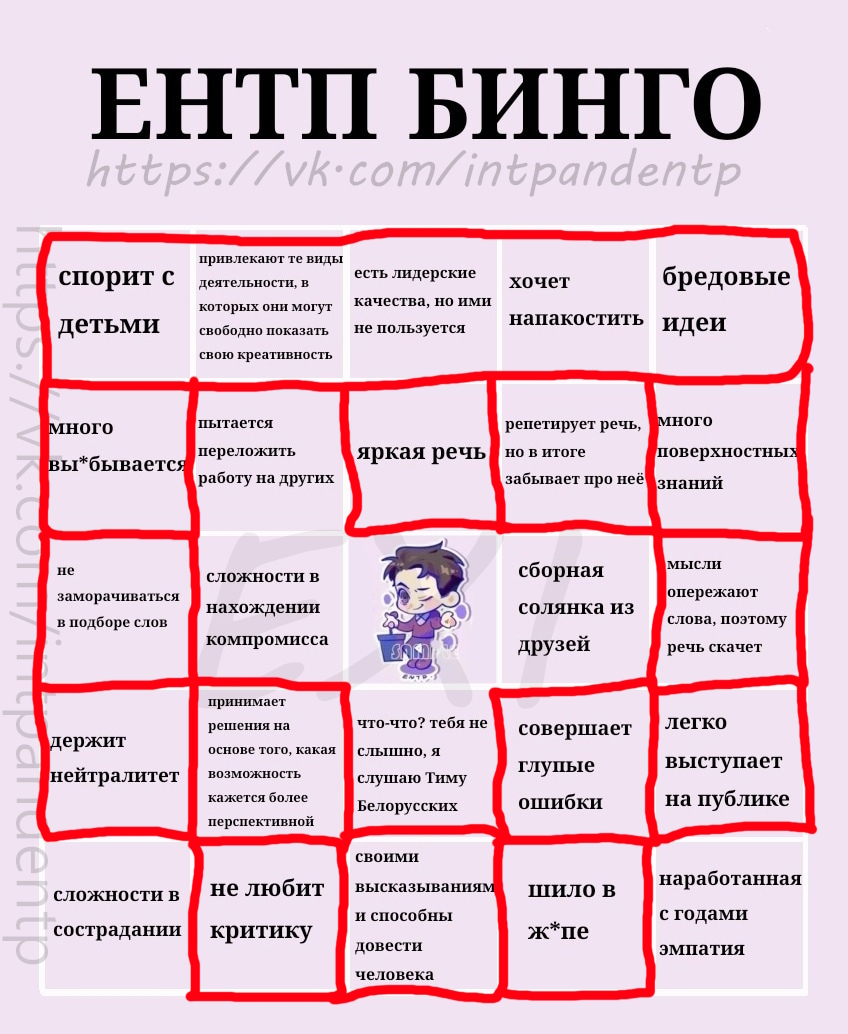 ЕНТП БИНГО
https://vk.com/intpandentp
https://vk.com/intpandentp
спорит с
детьми
привлекают те виды
деятельности, в
которых они могут
свободно показать
свою креативность
есть лидерские
качества, но ими
не пользуется
хочет
напакостить
бредовые
идеи
много
вы*бывается
пытается
переложить
работу на других
яркая речь
репетирует речь,
но в итоге
забывает про неё
много
поверхностных
знаний
не
заморачиваться
в подборе слов
сложности в
нахождении
компромисса
ENTP
сборная
солянка из
друзей
мысли
опережают
слова, поэтому
речь скачет
держит
нейтралитет
принимает
решения на
основе того, какая
возможность
кажется более
перспективной
что-что? тебя не
слышно, я
слушаю Тиму
Белорусских
совершает
глупые
ошибки
легко
выступает
на публике
сложности в
сострадании
не любит
критику
своими
высказываниям
и способны
довести
человека
шило в
ж*пе
наработанная
с годами
эмпатия